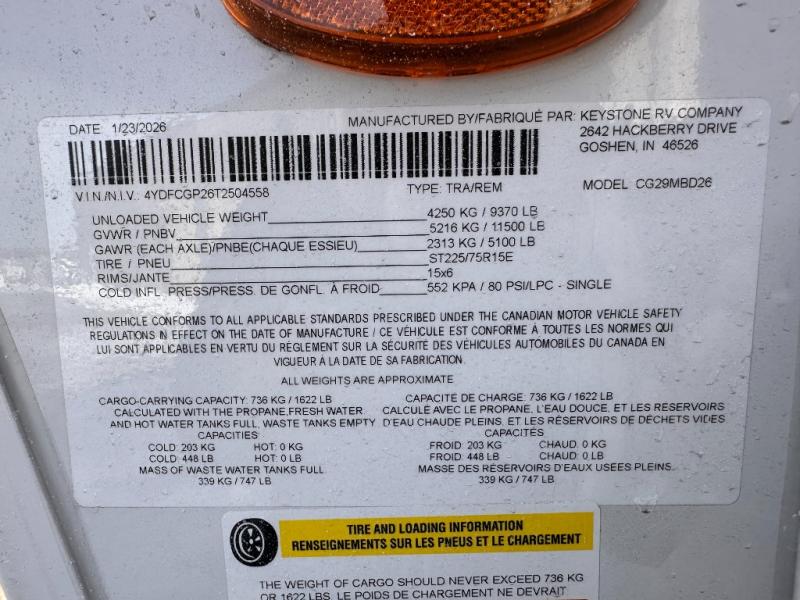 DATE: 1/23/2026 MANUFACTURED BY/FABRIQUÉ PAR: KEYSTONE RV COMPANY
2642 HACKBERRY DRIVE
GOSHEN, IN 46526
V.I.N./N.I.V.: 4YDFCGP26T2504558 TYPE: TRA/REM MODEL CG29MBD26
UNLOADED VEHICLE WEIGHT 4250 KG / 9370 LB
GVWR / PNBV 5216 KG / 11500 LB
GAWR (EACH AXLE)/PNBE(CHAQUE ESSIEU) 2313 KG / 5100 LB
TIRE / PNEU ST225/75R15E
RIMS/JANTE 15x6
COLD INFL. PRESS/PRESS. DE GONFL. À FROID 552 KPA / 80 PSI/LPC - SINGLE
THIS VEHICLE CONFORMS TO ALL APPLICABLE STANDARDS PRESCRIBED UNDER THE CANADIAN MOTOR VEHICLE SAFETY
REGULATIONS IN EFFECT ON THE DATE OF MANUFACTURE / CE VÉHICULE EST CONFORME À TOUTES LES NORMES QUI
LUI SONT APPLICABLES EN VERTU DU RÈGLEMENT SUR LA SÉCURITÉ DES VÉHICULES AUTOMOBILES DU CANADA EN
VIGUEUR À LA DATE DE SA FABRICATION.
ALL WEIGHTS ARE APPROXIMATE
CARGO-CARRYING CAPACITY: 736 KG / 1622 LB
CALCULATED WITH THE PROPANE,FRESH WATER
AND HOT WATER TANKS FULL, WASTE TANKS EMPTY
CAPACITIES
COLD: 203 KG HOT: 0 KG
COLD: 448 LB HOT: 0 LB
MASS OF WASTE WATER TANKS FULL
339 KG / 747 LB
CAPACITÉ DE CHARGE: 736 KG / 1622 LB
CALCULÉ AVEC LE PROPANE, L'EAU DOUCE, ET LES RESERVOIRS
D'EAU CHAUDE PLEINS, ET LES RÉSERVOIRS DE DÉCHETS VIDES
CAPACITÉS
FROID: 203 KG CHAUD: 0 KG
FROID: 448 LB CHAUD: 0 LB
MASSE DES RÉSERVOIRS D'EAUX USEES PLEINS
339 KG / 747 LB
TIRE AND LOADING INFORMATION
RENSEIGNEMENTS SUR LES PNEUS ET LE CHARGEMENT
THE WEIGHT OF CARGO SHOULD NEVER EXCEED 736 KG
OR 1622 LBS. LE POIDS DE CHARGEMENT NE DEVRAIT